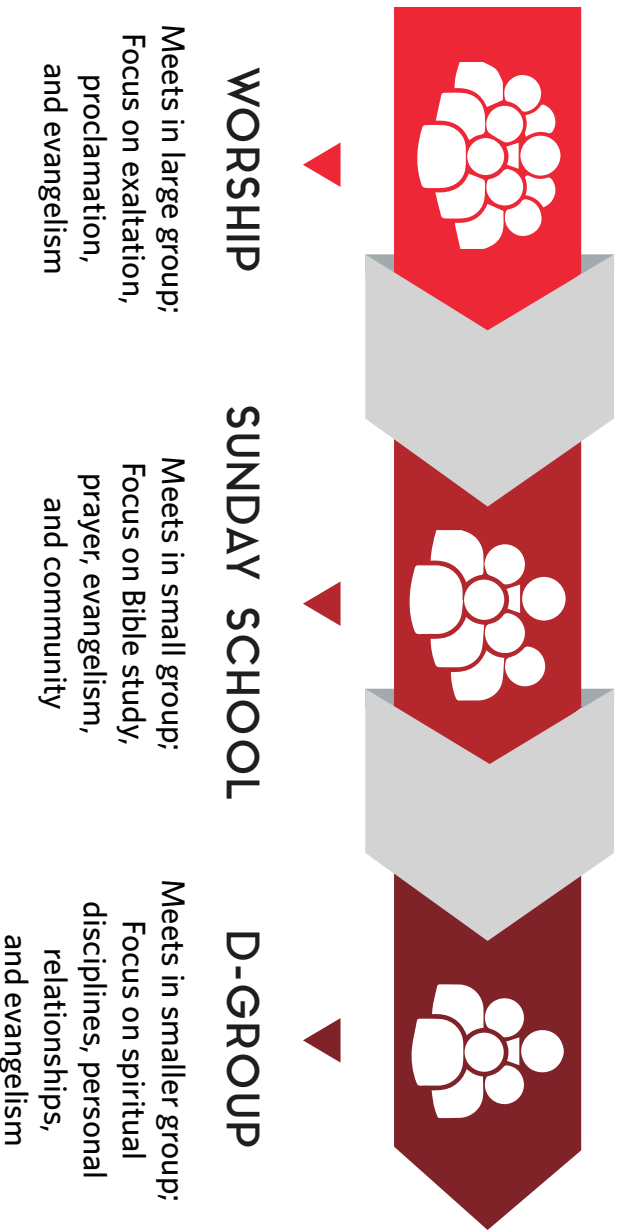 WORSHIP
Meets in large group;
Focus on exaltation,
proclamation,
and evangelism
SUNDAY SCHOOL
Meets in small group;
Focus on Bible study,
prayer, evangelism,
and community
D-GROUP
Meets in smaller group;
Focus on spiritual
disciplines, personal
relationships,
and evangelism